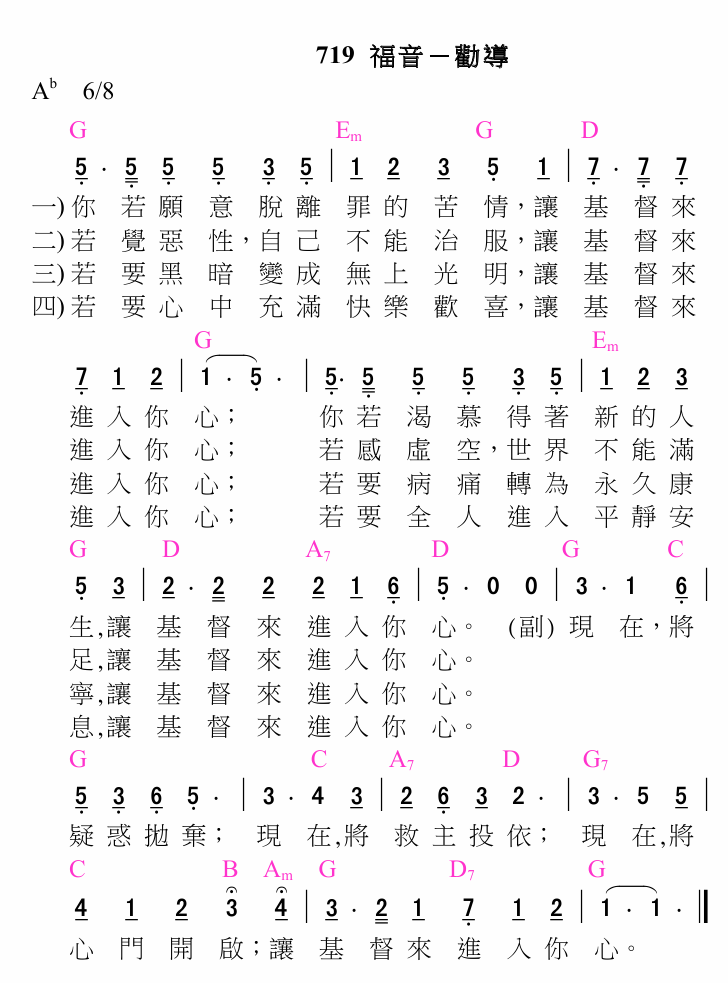 719 福音－勸導
A♭ 6/8
G Em G D
5̣ · 5̣ 5̣ 5̣ 3̣ 5̣ | 1 2 3 5̣ 1 | 7̣ · 7̣ 7̣
一) 你若願意脫離罪的苦情，讓基督來
二) 若覺惡性，自己不能治服，讓基督來
三) 若要黑暗變成無上光明，讓基督來
四) 若要心中充滿快樂歡喜，讓基督來
G Em
7̣ 1 2 | 1 · 5̣ · | 5̣· 5̣ 5̣ 5̣ 3̣ 5̣ | 1 2 3
進入你心； 你若渴慕得著新的人
進入你心； 若感虛空，世界不能滿
進入你心； 若要病痛轉為永久康
進入你心； 若要全人進入平靜安
G D A7 D G C
5̣ 3 | 2 · 2 2 2 1 6̣ | 5̣ · 0 0 | 3 · 1 6̣ |
生,讓基督來進入你心。 (副) 現在，將
足,讓基督來進入你心。
寧,讓基督來進入你心。
息,讓基督來進入你心。
G C A7 D G7
5̣ 3̣ 6̣ 5̣ · | 3 · 4 3 | 2 6̣ 3 2 · | 3 · 5 5 |
疑惑拋棄； 現在,將救主投依； 現在,將
C B Am G D7 G
4 1 2 3 4 | 3 · 2 1 7̣ 1 2 | 1 · 1 · ‖
心門開啟；讓基督來進入你心。